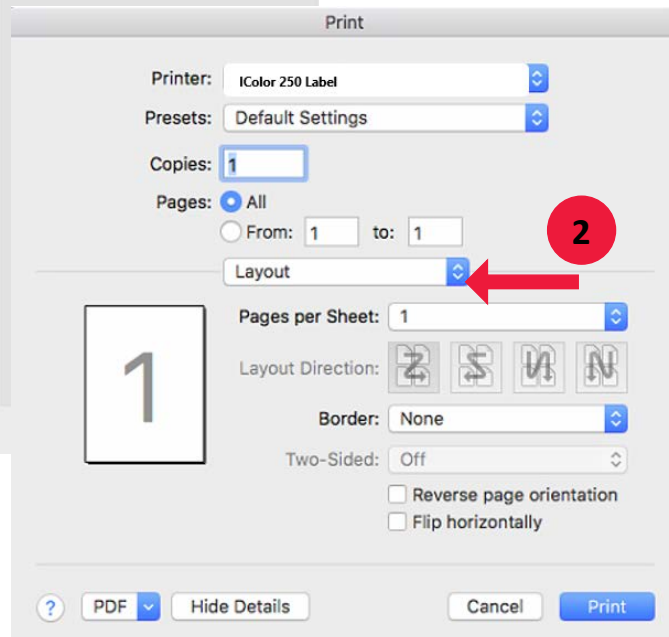 Print
Printer: IColor 250 Label
Presets: Default Settings
Copies: 1
Pages: All
From: 1 to: 1
2
Layout
Pages per Sheet: 1
1
Layout Direction:
Border: None
Two-Sided: Off
Reverse page orientation
Flip horizontally
? PDF Hide Details Cancel Print